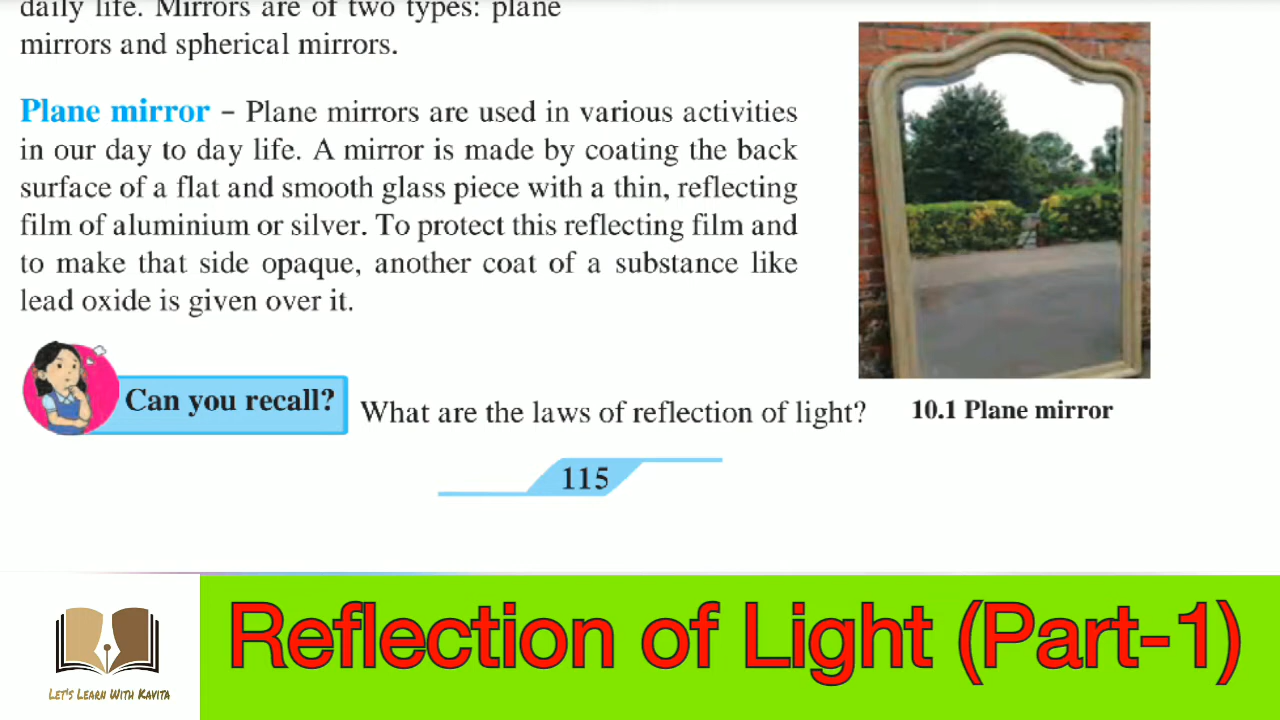 daily life. Mirrors are of two types: plane
mirrors and spherical mirrors.
Plane mirror – Plane mirrors are used in various activities
in our day to day life. A mirror is made by coating the back
surface of a flat and smooth glass piece with a thin, reflecting
film of aluminium or silver. To protect this reflecting film and
to make that side opaque, another coat of a substance like
lead oxide is given over it.
10.1 Plane mirror
Can you recall?
What are the laws of reflection of light?
115
LET'S LEARN WITH KAVITA
Reflection of Light (Part-1)